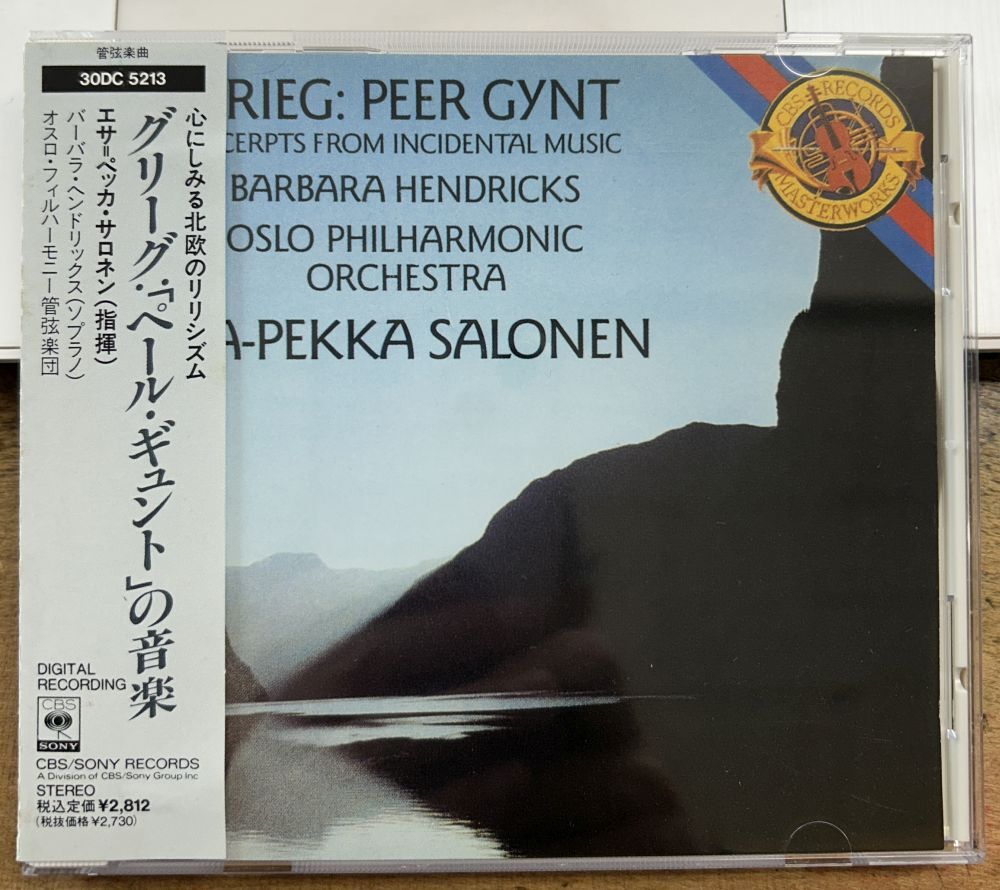 管弦楽曲
30DC 5213
心にしみる北欧のリリシズム
グリーグ:「ペール・ギュント」の音楽
エサ=ペッカ・サロネン(指揮)
バーバラ・ヘンドリックス(ソプラノ)
オスロ・フィルハーモニー管弦楽団
DIGITAL
RECORDING
CBS
SONY
CBS/SONY RECORDS
A Division of CBS/Sony Group Inc
STEREO
税込定価¥2,812
(税抜価格¥2,730)
RIEG: PEER GYNT
CERPTS FROM INCIDENTAL MUSIC
BARBARA HENDRICKS
OSLO PHILHARMONIC
ORCHESTRA
A-PEKKA SALONEN
CBS RECORDS
MASTERWORKS